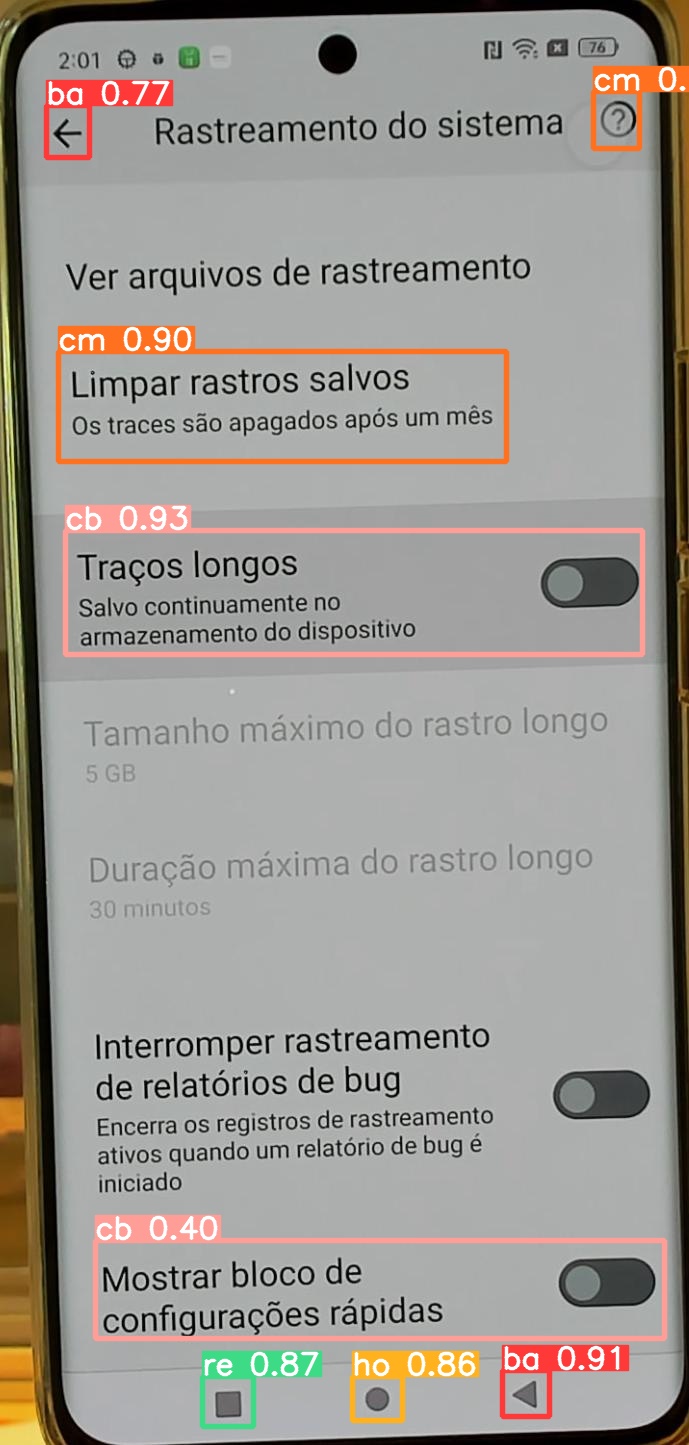 2:01
76
ba 0.77
cm 0.
Rastreamento do sistema
?
Ver arquivos de rastreamento
cm 0.90
Limpar rastros salvos
Os traces são apagados após um mês
cb 0.93
Traços longos
Salvo continuamente no
armazenamento do dispositivo
Tamanho máximo do rastro longo
5 GB
Duração máxima do rastro longo
30 minutos
Interromper rastreamento
de relatórios de bug
Encerra os registros de rastreamento
ativos quando um relatório de bug é
iniciado
cb 0.40
Mostrar bloco de
configurações rápidas
re 0.87
ho 0.86
ba 0.91